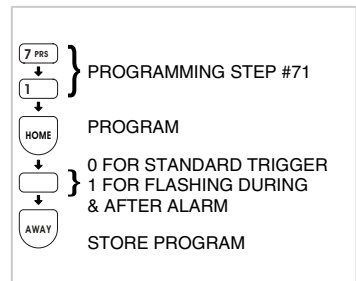 7 PRS
1
PROGRAMMING STEP #71
HOME
PROGRAM
0 FOR STANDARD TRIGGER
1 FOR FLASHING DURING
& AFTER ALARM
AWAY
STORE PROGRAM